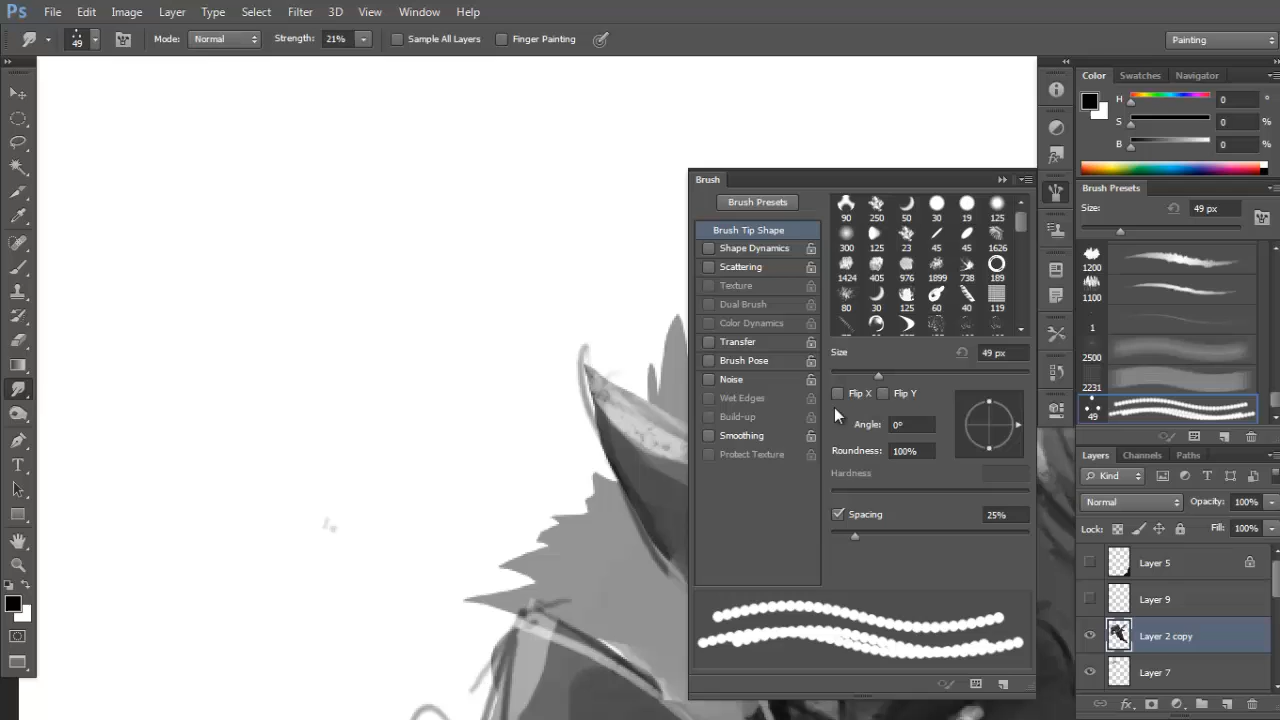 Ps File Edit Image Layer Type Select Filter 3D View Window Help
49 Mode: Normal Strength: 21% Sample All Layers Finger Painting Painting
Color Swatches Navigator
H 0 °
S 0 %
B 0 %
Brush Presets
Size: 49 px
1200
1100
1
2500
2231
49
Brush
Brush Presets
Brush Tip Shape
Shape Dynamics
Scattering
Texture
Dual Brush
Color Dynamics
Transfer
Brush Pose
Noise
Wet Edges
Build-up
Smoothing
Protect Texture
90 250 50 30 19 125
300 125 23 45 45 1626
1424 405 976 1899 738 189
80 30 125 60 40 119
Size 49 px
Flip X Flip Y
Angle: 0°
Roundness: 100%
Hardness
Spacing 25%
Layers Channels Paths
Kind
Normal Opacity: 100%
Lock: Fill: 100%
Layer 5
Layer 9
Layer 2 copy
Layer 7